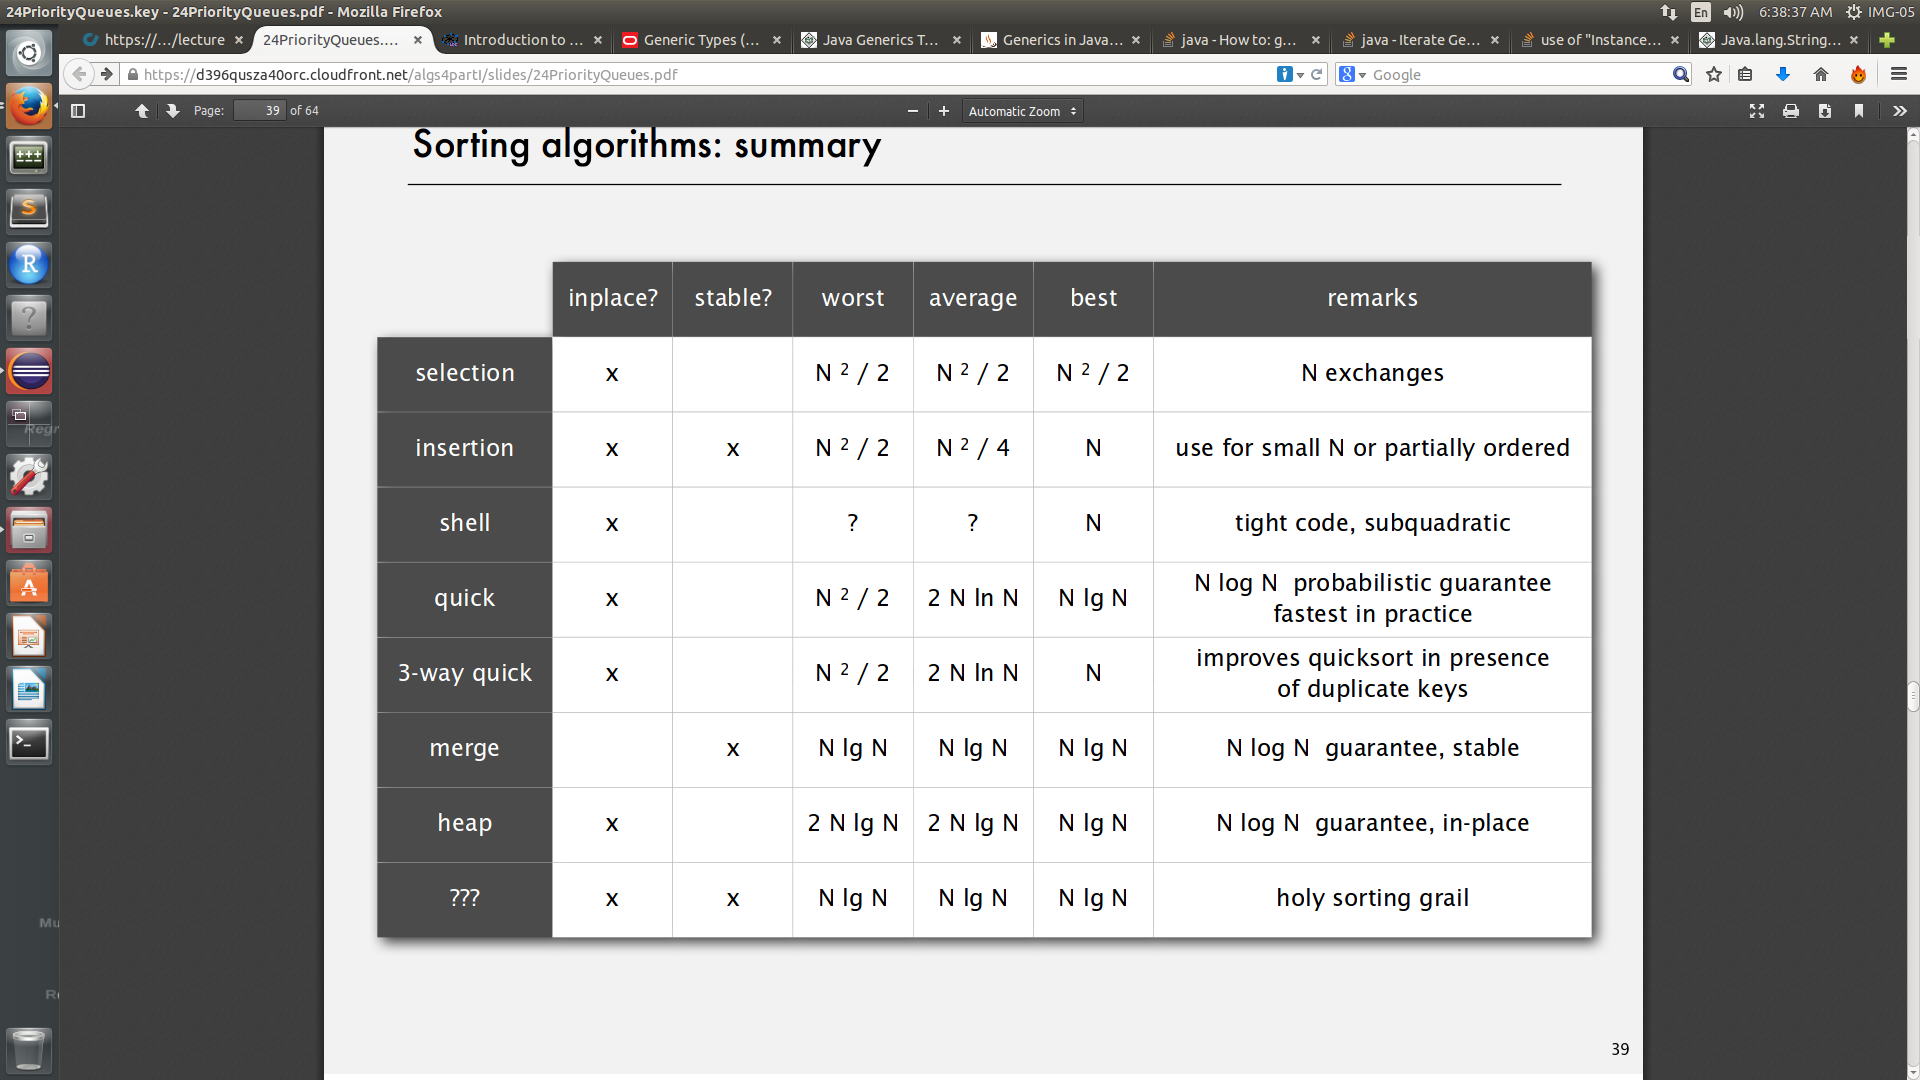 24PriorityQueues.key - 24PriorityQueues.pdf - Mozilla Firefox
En
6:38:37 AM
IMG-05
https://.../lecture
24PriorityQueues....
Introduction to ...
Generic Types (...
Java Generics T...
Generics in Java...
java - How to: g...
java - Iterate Ge...
use of "Instance...
Java.lang.String...
https://d396qusza40orc.cloudfront.net/algs4partI/slides/24PriorityQueues.pdf
Google
Page: 39 of 64
Automatic Zoom
Sorting algorithms: summary
inplace? stable? worst average best remarks
selection x N ² / 2 N ² / 2 N ² / 2 N exchanges
insertion x x N ² / 2 N ² / 4 N use for small N or partially ordered
shell x ? ? N tight code, subquadratic
quick x N ² / 2 2 N ln N N lg N N log N probabilistic guarantee
fastest in practice
3-way quick x N ² / 2 2 N ln N N improves quicksort in presence
of duplicate keys
merge x N lg N N lg N N lg N N log N guarantee, stable
heap x 2 N lg N 2 N lg N N lg N N log N guarantee, in-place
??? x x N lg N N lg N N lg N holy sorting grail
39